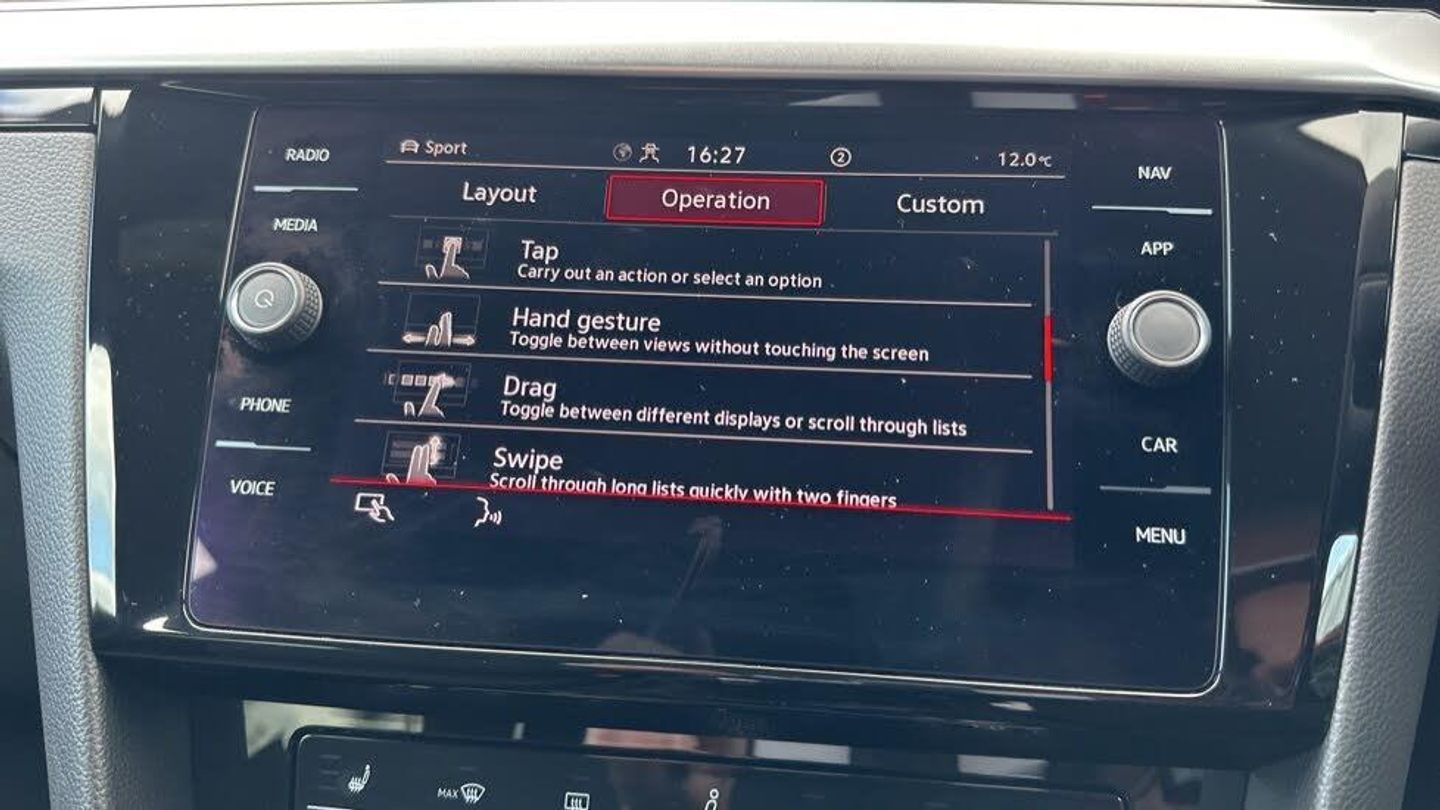 RADIO
MEDIA
PHONE
VOICE
Sport
16:27
2
12.0°C
Layout
Operation
Custom
Tap
Carry out an action or select an option
Hand gesture
Toggle between views without touching the screen
Drag
Toggle between different displays or scroll through lists
Swipe
Scroll through long lists quickly with two fingers
NAV
APP
CAR
MENU
MAX